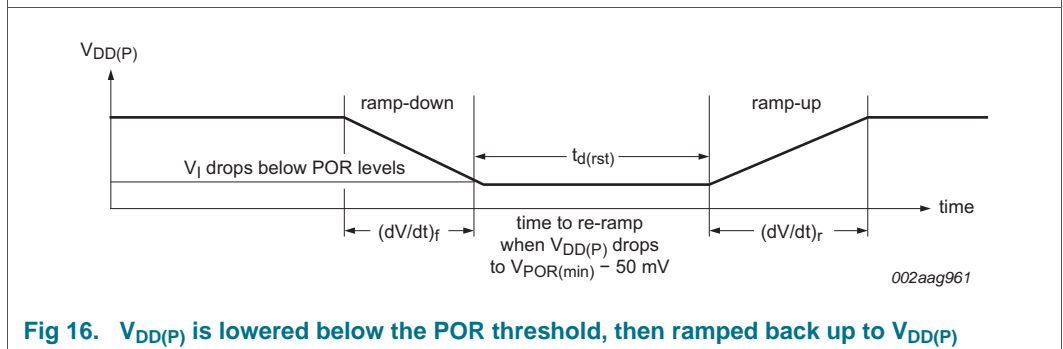 V_DD(P)
ramp-down
ramp-up
t_d(rst)
V_I drops below POR levels
time
(dV/dt)_f
time to re-ramp
when V_DD(P) drops
to V_POR(min) − 50 mV
(dV/dt)_r
002aag961
Fig 16. V_DD(P) is lowered below the POR threshold, then ramped back up to V_DD(P)